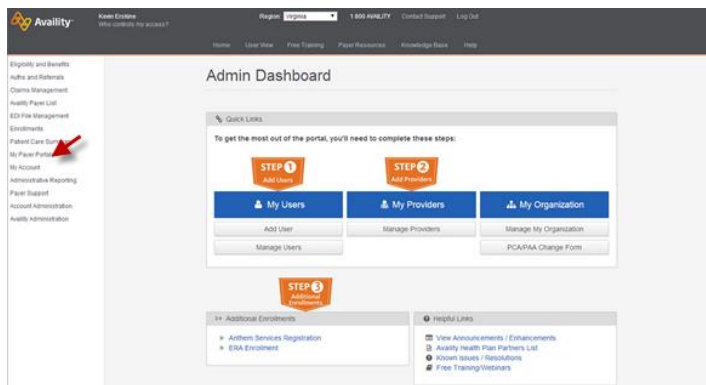 Availity
Kevin Erskine
Who controls my access?
Region Virginia
1 800 AVAILITY Contact Support Log Out
Home User View Free Training Payer Resources Knowledge Base Help
Eligibility and Benefits
Auths and Referrals
Claims Management
Availity Payer List
EDI File Management
Enrollments
Patient Care
My Payer Portals
My Account
Administrative Reporting
Payer Support
Account Administration
Availity Administration
Admin Dashboard
Quick Links
To get the most out of the portal, you'll need to complete these steps:
STEP 1
Add Users
STEP 2
Add Providers
My Users
My Providers
My Organization
Add User
Manage Providers
Manage My Organization
Manage Users
PCA/PAA Change Form
STEP 3
Additional
Enrollments
Additional Enrollments
Anthem Services Registration
ERA Enrollment
Helpful Links
View Announcements / Enhancements
Availity Health Plan Partners List
Known Issues / Resolutions
Free Training/Webinars